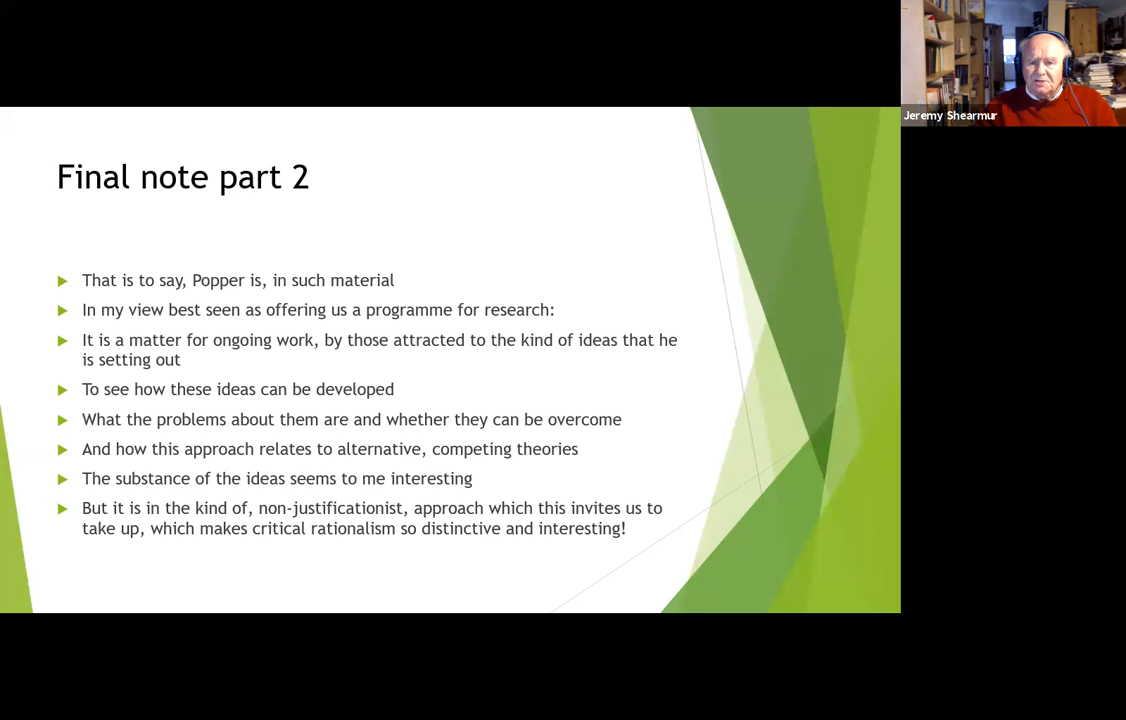 Jeremy Shearmur
Final note part 2
That is to say, Popper is, in such material
In my view best seen as offering us a programme for research:
It is a matter for ongoing work, by those attracted to the kind of ideas that he
is setting out
To see how these ideas can be developed
What the problems about them are and whether they can be overcome
And how this approach relates to alternative, competing theories
The substance of the ideas seems to me interesting
But it is in the kind of, non-justificationist, approach which this invites us to
take up, which makes critical rationalism so distinctive and interesting!